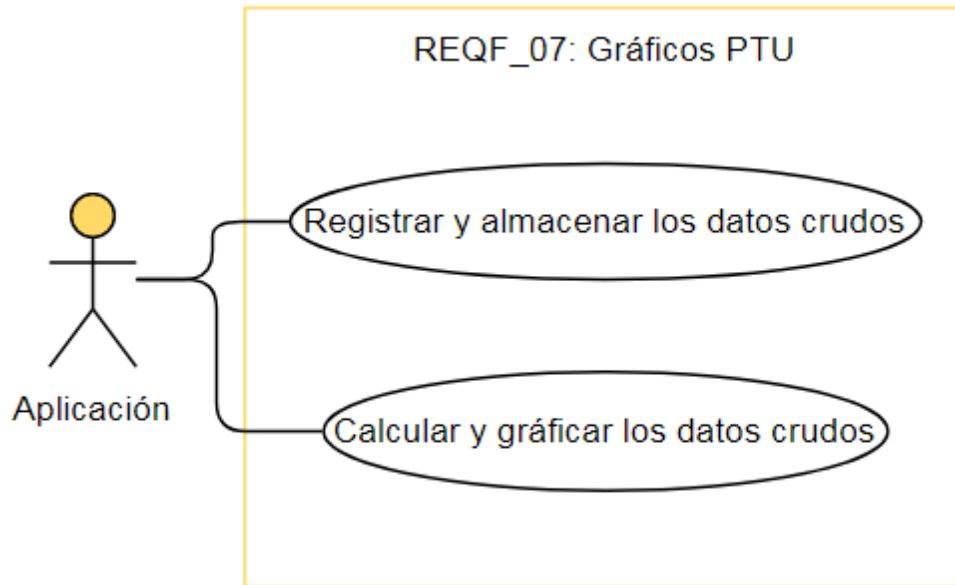 REQF_07: Gráficos PTU
Registrar y almacenar los datos crudos
Aplicación
Calcular y gráficar los datos crudos